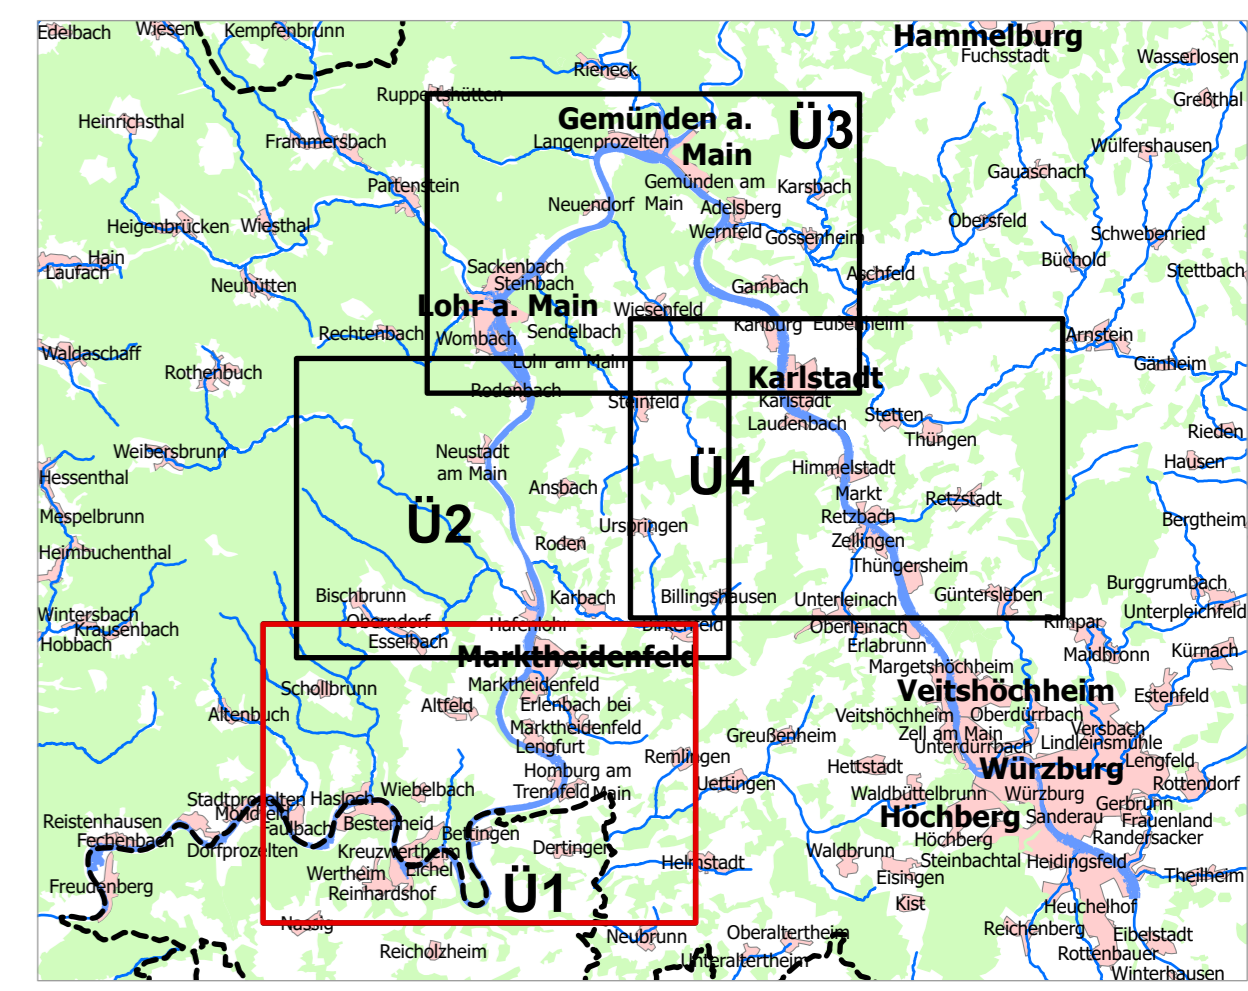 Edelbach
Wiesen
Kempfenbrunn
Hammelburg
Fuchsstadt
Wasserlosen
Rieneck
Ruppertshütten
Greßthal
Heinrichsthal
Frammersbach
Gemünden a.
Main
Ü3
Langenprozelten
Wülfershausen
Gauaschach
Partenstein
Gemünden am
Main
Karsbach
Neuendorf
Adelsberg
Heigenbrücken
Wiesthal
Wernfeld
Gössenheim
Obersfeld
Schwebenried
Hain
Laufach
Sackenbach
Steinbach
Aschfeld
Büchold
Stettbach
Neuhütten
Gambach
Lohr a. Main
Wiesenfeld
Rechtenbach
Wombach
Sendelbach
Karlburg
Eußenheim
Arnstein
Waldaschaff
Rothenbuch
Lohr am Main
Gänheim
Karlstadt
Rodenbach
Steinfeld
Karlstadt
Laudenbach
Stetten
Thüngen
Rieden
Weibersbrunn
Neustadt
am Main
Hausen
Hessenthal
Himmelstadt
Ansbach
Ü4
Markt
Retzbach
Retzstadt
Mespelbrunn
Ü2
Urspringen
Bergtheim
Heimbuchenthal
Roden
Zellingen
Thüngersheim
Bischbrunn
Karbach
Billingshausen
Unterleinach
Güntersleben
Burggrumbach
Wintersbach
Krausenbach
Hobbach
Oberndorf
Esselbach
Hafenlohr
Birkenfeld
Oberleinach
Erlabrunn
Rimpar
Unterpleichfeld
Marktheidenfeld
Margetshöchheim
Maidbronn
Kürnach
Schollbrunn
Marktheidenfeld
Veitshöchheim
Estenfeld
Altenbuch
Altfeld
Erlenbach bei
Marktheidenfeld
Veitshöchheim
Oberdürrbach
Versbach
Lengfurt
Greußenheim
Zell am Main
Unterdürrbach
Lindleinsmühle
Remlingen
Hettstadt
Würzburg
Lengfeld
Homburg am
Main
Trennfeld
Uettingen
Rottendorf
Wiebelbach
Waldbüttelbrunn
Würzburg
Stadtprozelten
Hasloch
Gerbrunn
Mondfeld
Faulbach
Bestenheid
Höchberg
Sanderau
Frauenland
Reistenhausen
Fechenbach
Bettingen
Höchberg
Randersacker
Dorfprozelten
Kreuzwertheim
Dertingen
Waldbrunn
Steinbachtal
Heidingsfeld
Eichel
Helmstadt
Wertheim
Eisingen
Theilheim
Freudenberg
Reinhardshof
Ü1
Kist
Heuchelhof
Nassig
Neubrunn
Oberaltertheim
Reichenberg
Eibelstadt
Reicholzheim
Unteraltertheim
Rottenbauer
Winterhausen